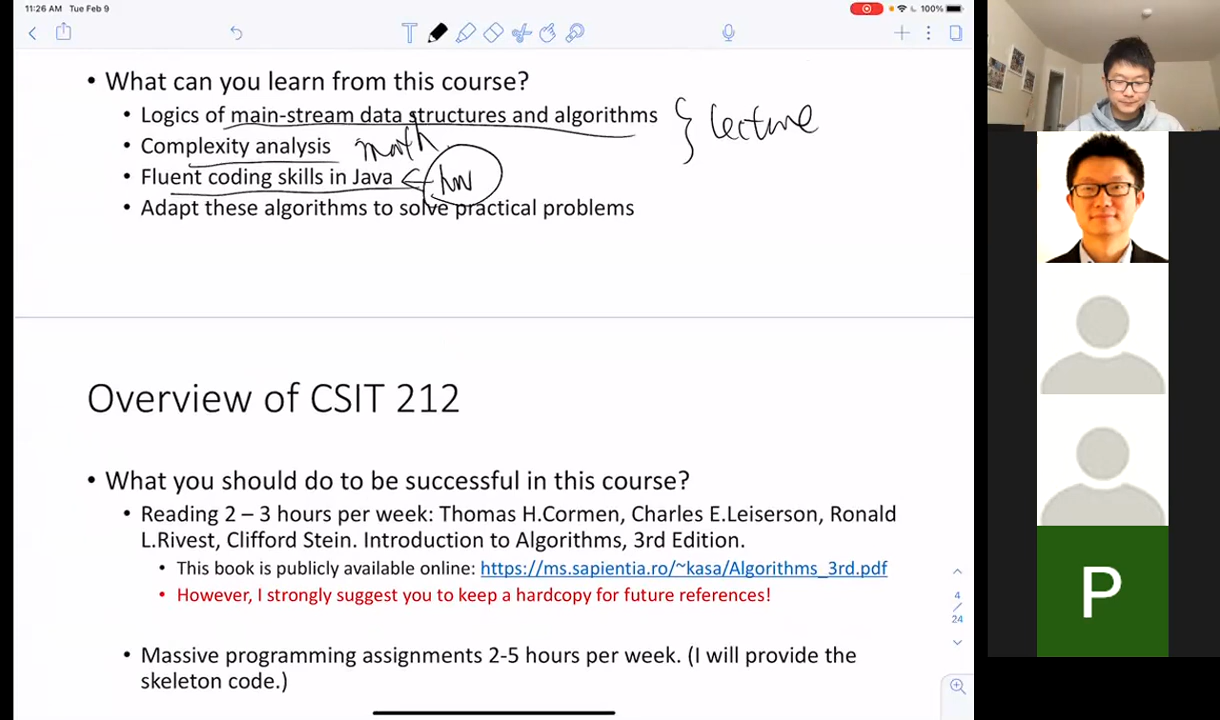 11:26 AM Tue Feb 9
100%
• What can you learn from this course?
• Logics of main-stream data structures and algorithms } lecture
• Complexity analysis math
• Fluent coding skills in Java hw
• Adapt these algorithms to solve practical problems
Overview of CSIT 212
• What you should do to be successful in this course?
• Reading 2 – 3 hours per week: Thomas H.Cormen, Charles E.Leiserson, Ronald
L.Rivest, Clifford Stein. Introduction to Algorithms, 3rd Edition.
• This book is publicly available online: https://ms.sapientia.ro/~kasa/Algorithms_3rd.pdf
• However, I strongly suggest you to keep a hardcopy for future references!
4
/
24
• Massive programming assignments 2-5 hours per week. (I will provide the
skeleton code.)
P